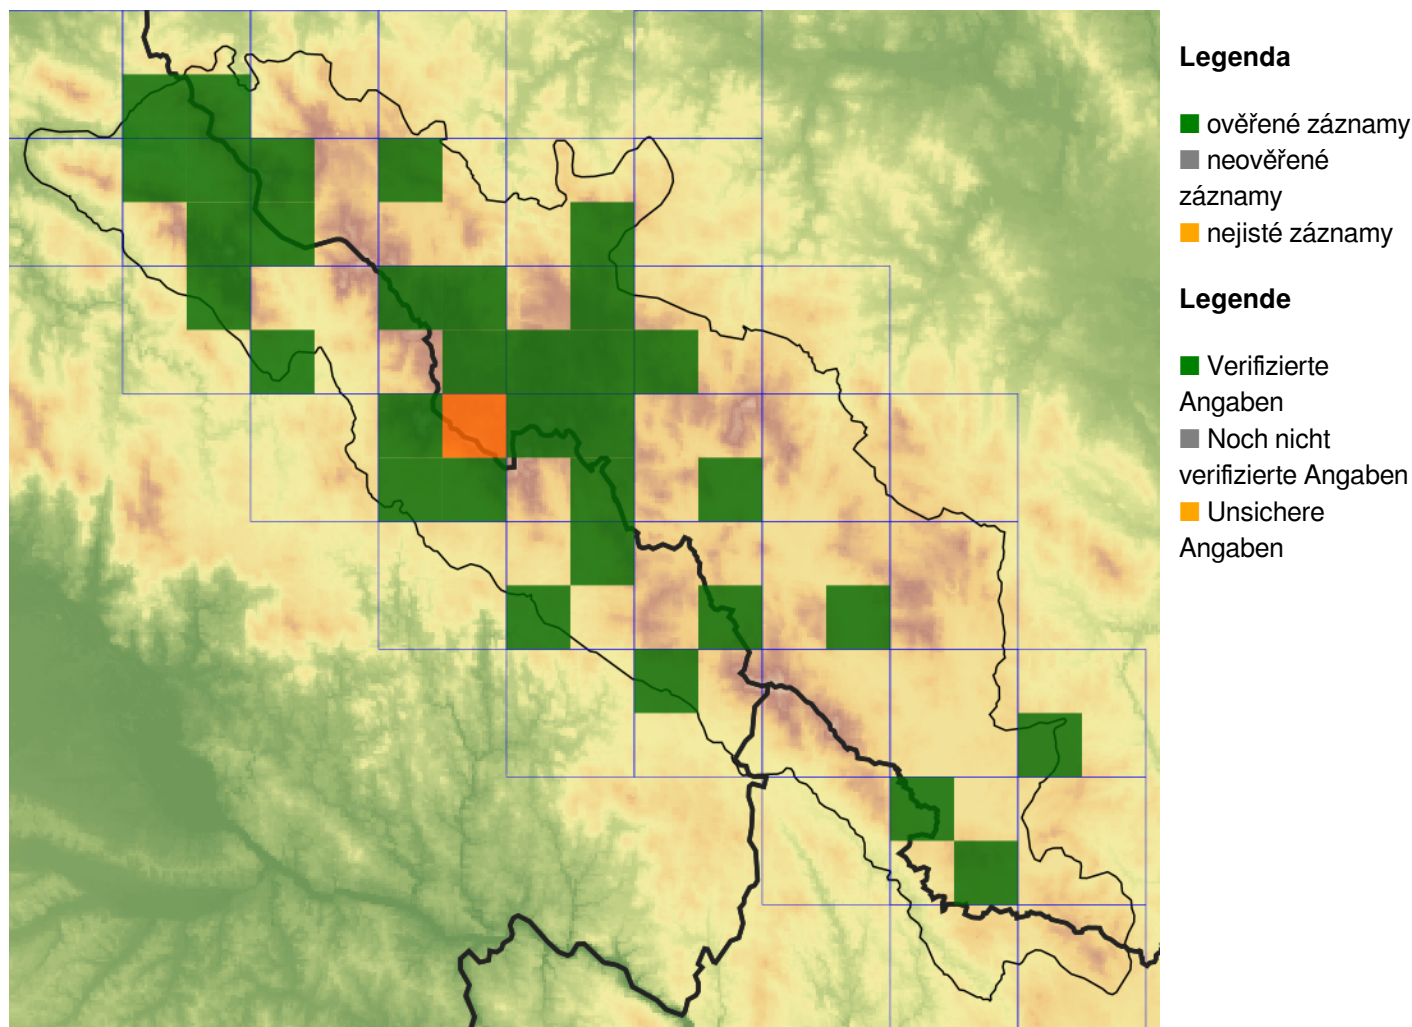 Legenda
ověřené záznamy
neověřené
záznamy
nejisté záznamy
Legende
Verifizierte
Angaben
Noch nicht
verifizierte Angaben
Unsichere
Angaben